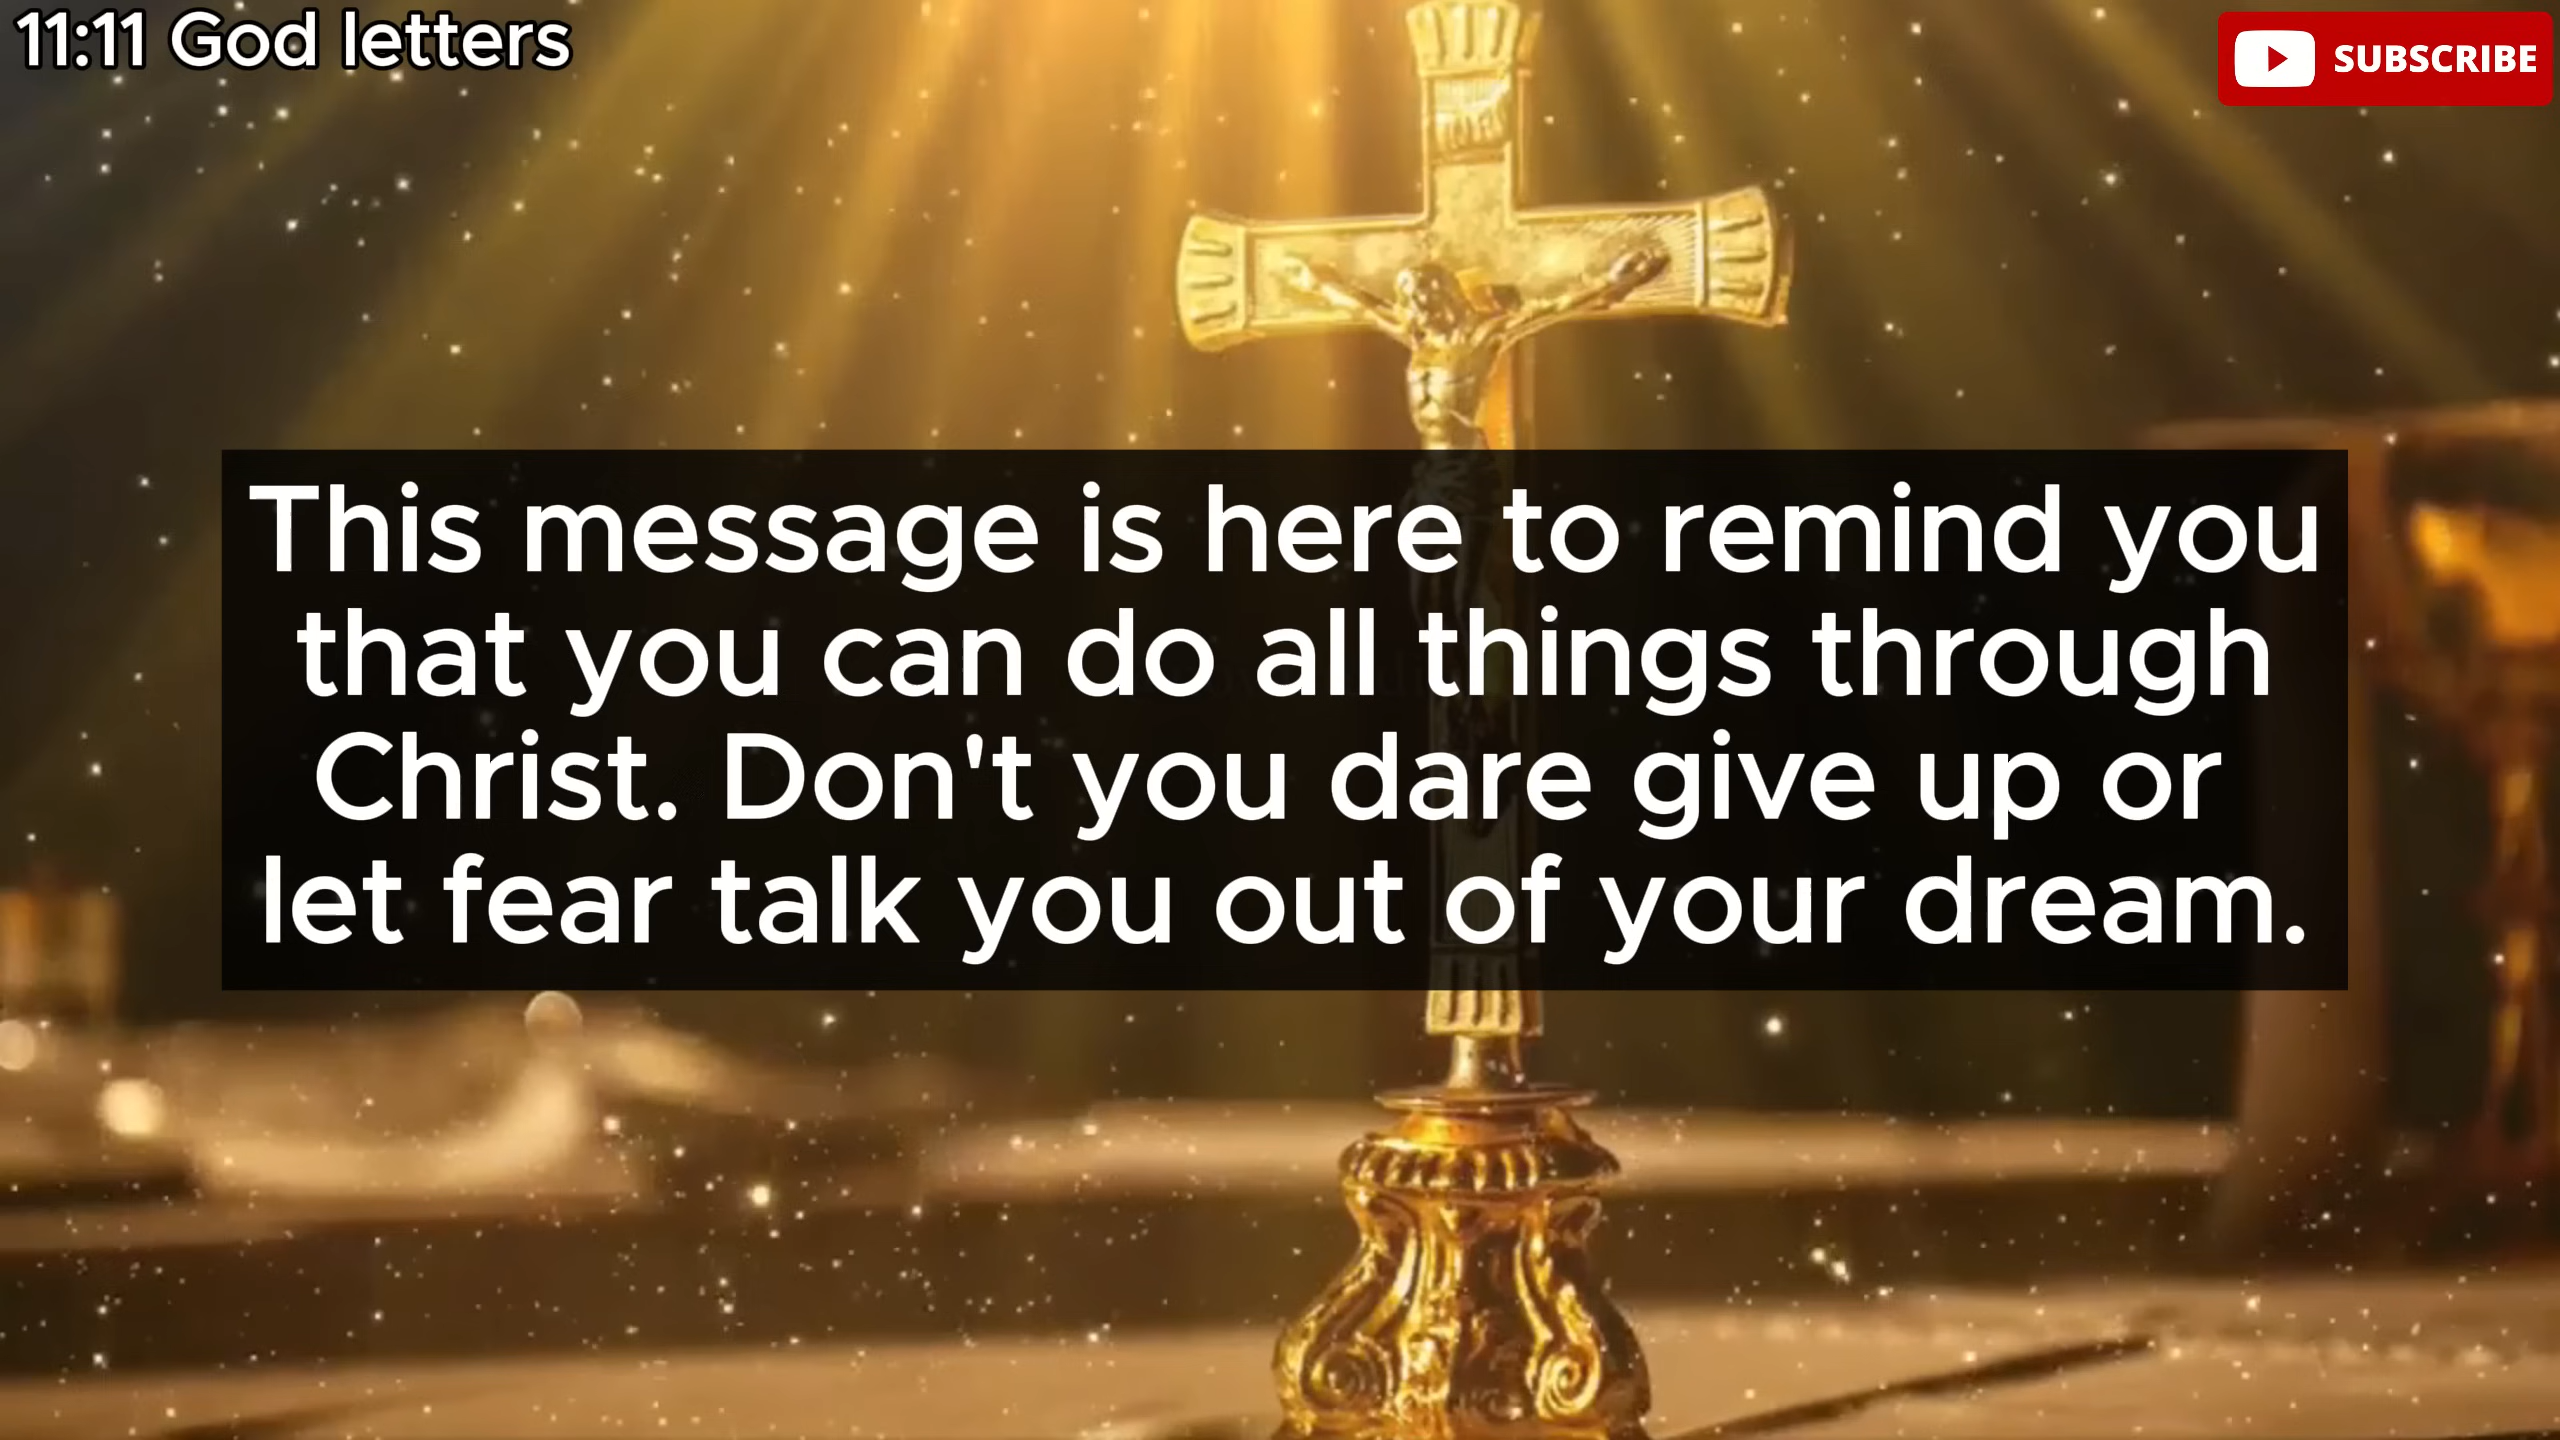 11:11 God letters
SUBSCRIBE
This message is here to remind you
that you can do all things through
Christ. Don't you dare give up or
let fear talk you out of your dream.